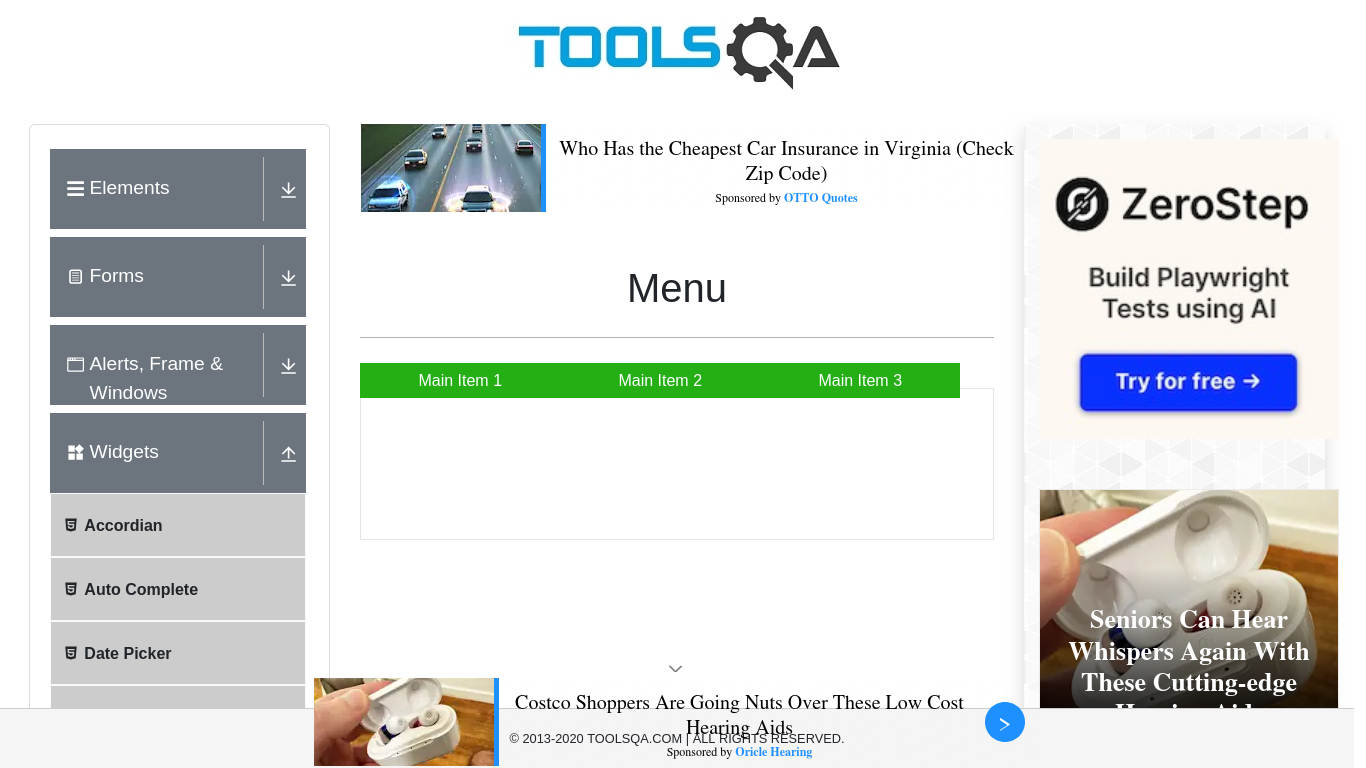 TOOLSQA
Elements
Forms
Alerts, Frame &
Windows
Widgets
Accordian
Auto Complete
Date Picker
Who Has the Cheapest Car Insurance in Virginia (Check
Zip Code)
Sponsored by OTTO Quotes
Menu
Main Item 1
Main Item 2
Main Item 3
ZeroStep
Build Playwright
Tests using AI
Try for free →
Seniors Can Hear
Whispers Again With
These Cutting-edge
Hearing Aids
Costco Shoppers Are Going Nuts Over These Low Cost
Hearing Aids
© 2013-2020 TOOLSQA.COM | ALL RIGHTS RESERVED.
Sponsored by Oricle Hearing